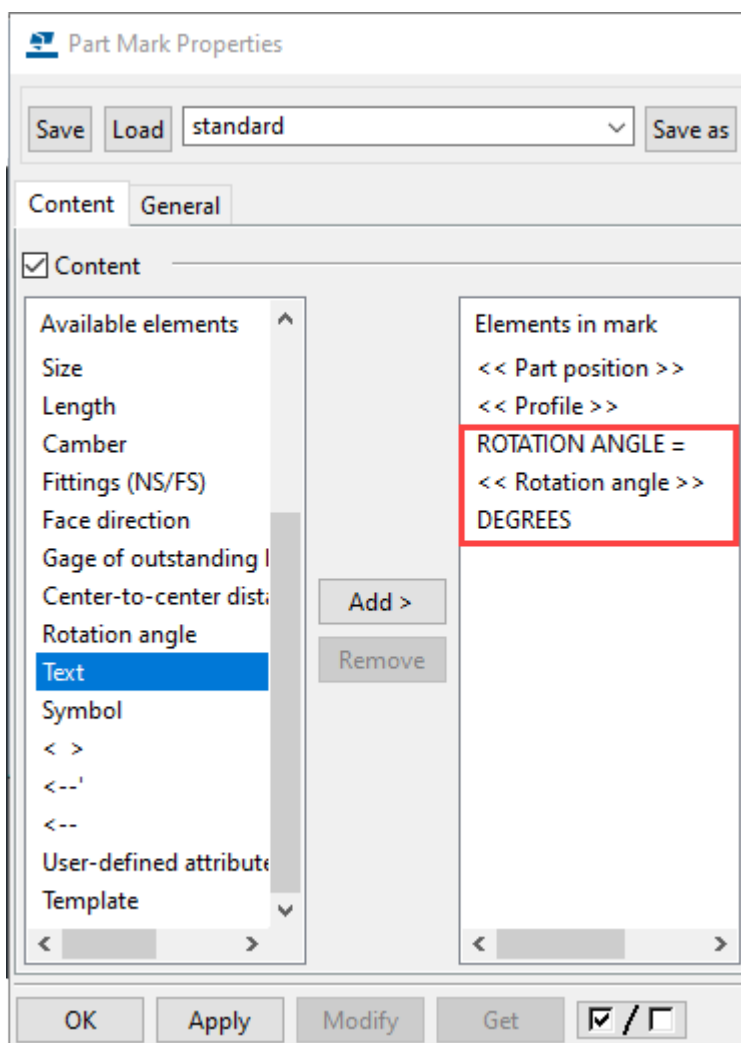 Part Mark Properties
Save Load standard Save as
Content General
Content
Available elements
Size
Length
Camber
Fittings (NS/FS)
Face direction
Gage of outstanding l
Center-to-center dista
Rotation angle
Text
Symbol
< >
<--'
<--
User-defined attribute
Template
Add >
Remove
Elements in mark
<< Part position >>
<< Profile >>
ROTATION ANGLE =
<< Rotation angle >>
DEGREES
OK Apply Modify Get /